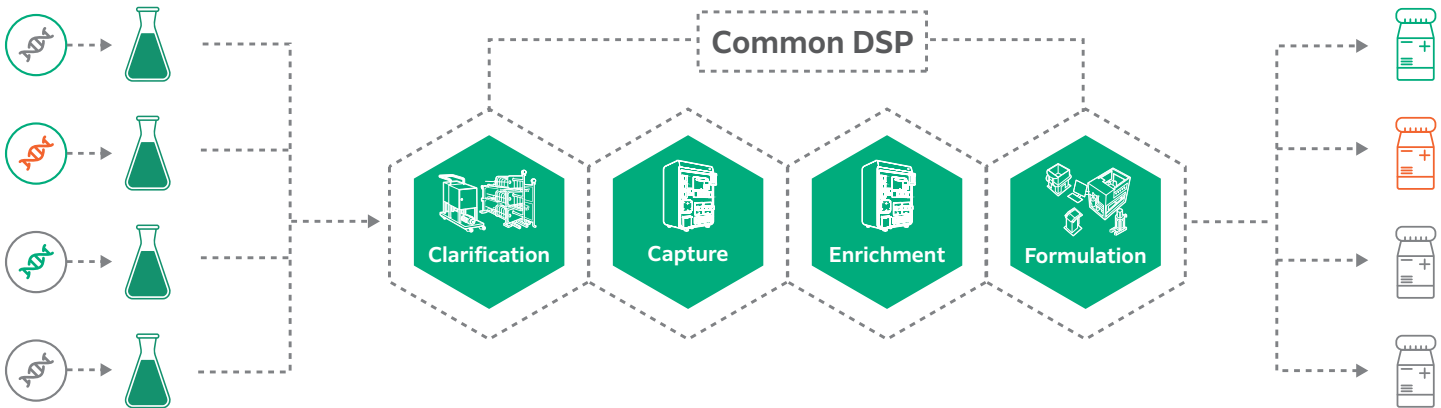 Common DSP
Clarification
Capture
Enrichment
Formulation